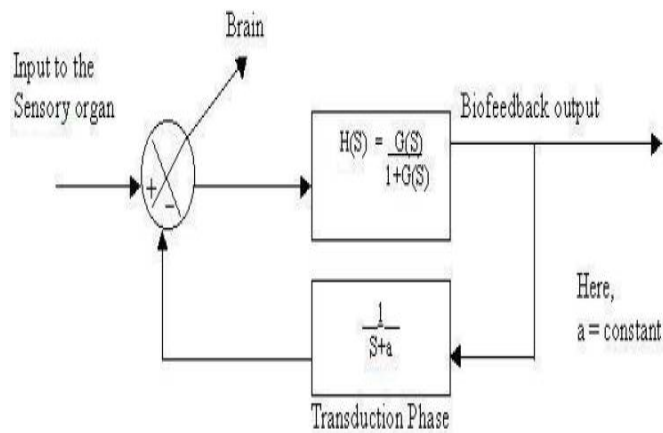 Brain
Input to the
Sensory organ
Biofeedback output
H(S) = G(S)
1+G(S)
+
−
Here,
a = constant
1
S+a
Transduction Phase